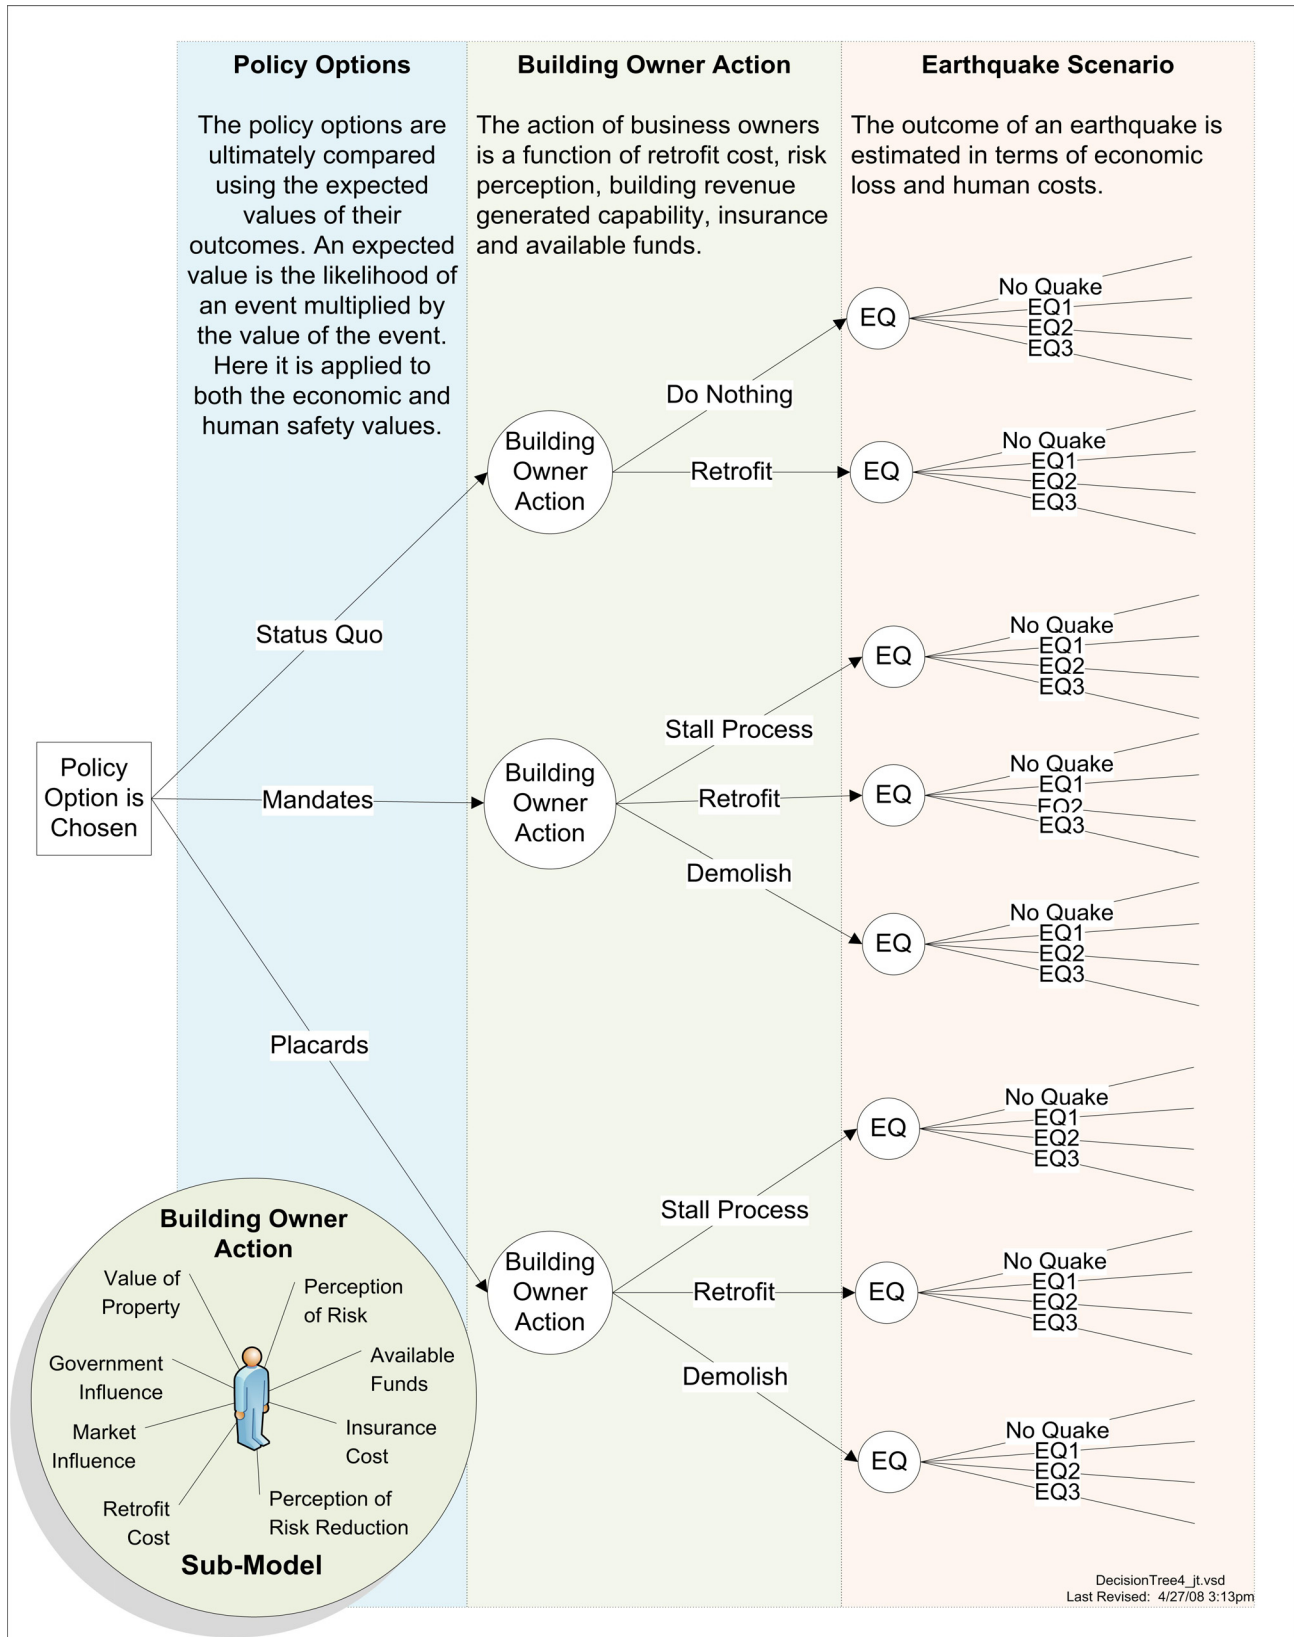 Policy Options
The policy options are
ultimately compared
using the expected
values of their
outcomes. An expected
value is the likelihood of
an event multiplied by
the value of the event.
Here it is applied to
both the economic and
human safety values.
Building Owner Action
The action of business owners
is a function of retrofit cost, risk
perception, building revenue
generated capability, insurance
and available funds.
Earthquake Scenario
The outcome of an earthquake is
estimated in terms of economic
loss and human costs.
Policy
Option is
Chosen
Status Quo
Building
Owner
Action
Do Nothing
EQ
No Quake
EQ1
EQ2
EQ3
Retrofit
EQ
No Quake
EQ1
EQ2
EQ3
Mandates
Building
Owner
Action
Stall Process
EQ
No Quake
EQ1
EQ2
EQ3
Retrofit
EQ
No Quake
EQ1
EQ2
EQ3
Demolish
EQ
No Quake
EQ1
EQ2
EQ3
Placards
Building
Owner
Action
Stall Process
EQ
No Quake
EQ1
EQ2
EQ3
Retrofit
EQ
No Quake
EQ1
EQ2
EQ3
Demolish
EQ
No Quake
EQ1
EQ2
EQ3
Building Owner
Action
Value of
Property
Perception
of Risk
Government
Influence
Available
Funds
Market
Influence
Insurance
Cost
Retrofit
Cost
Perception of
Risk Reduction
Sub-Model
DecisionTree4_jt.vsd
Last Revised: 4/27/08 3:13pm